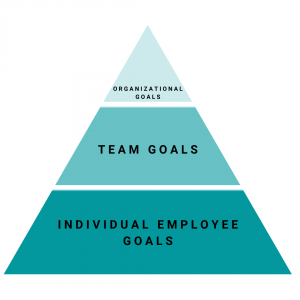 ORGANIZATIONAL
GOALS
TEAM GOALS
INDIVIDUAL EMPLOYEE
GOALS